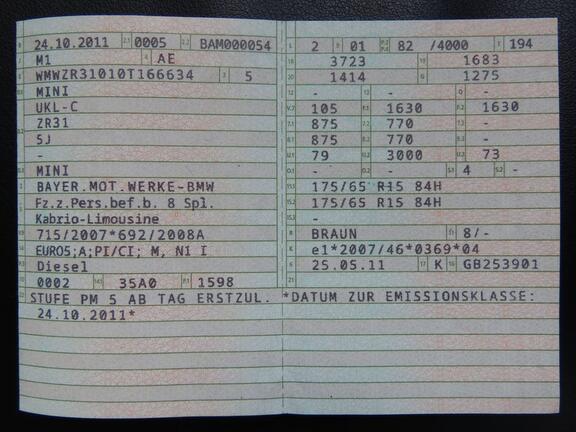 24.10.2011 0005 BAM000054
M1 AE
WMWZR31010T166634 5
MINI
UKL-C
ZR31
5J
-
MINI
BAYER.MOT.WERKE-BMW
Fz.z.Pers.bef.b. 8 Spl.
Kabrio-Limousine
715/2007*692/2008A
EURO5;A;PI/CI; M, N1 I
Diesel
0002 35A0 1598
STUFE PM 5 AB TAG ERSTZUL. *DATUM ZUR EMISSIONSKLASSE:
24.10.2011*
2 01 82 /4000 194
3723 1683
1414 1275
- - -
105 1630 1630
875 770 -
875 770 -
79 3000 73
- - 4 -
175/65 R15 84H
175/65 R15 84H
-
BRAUN 8/-
e1*2007/46*0369*04
25.05.11 K GB253901